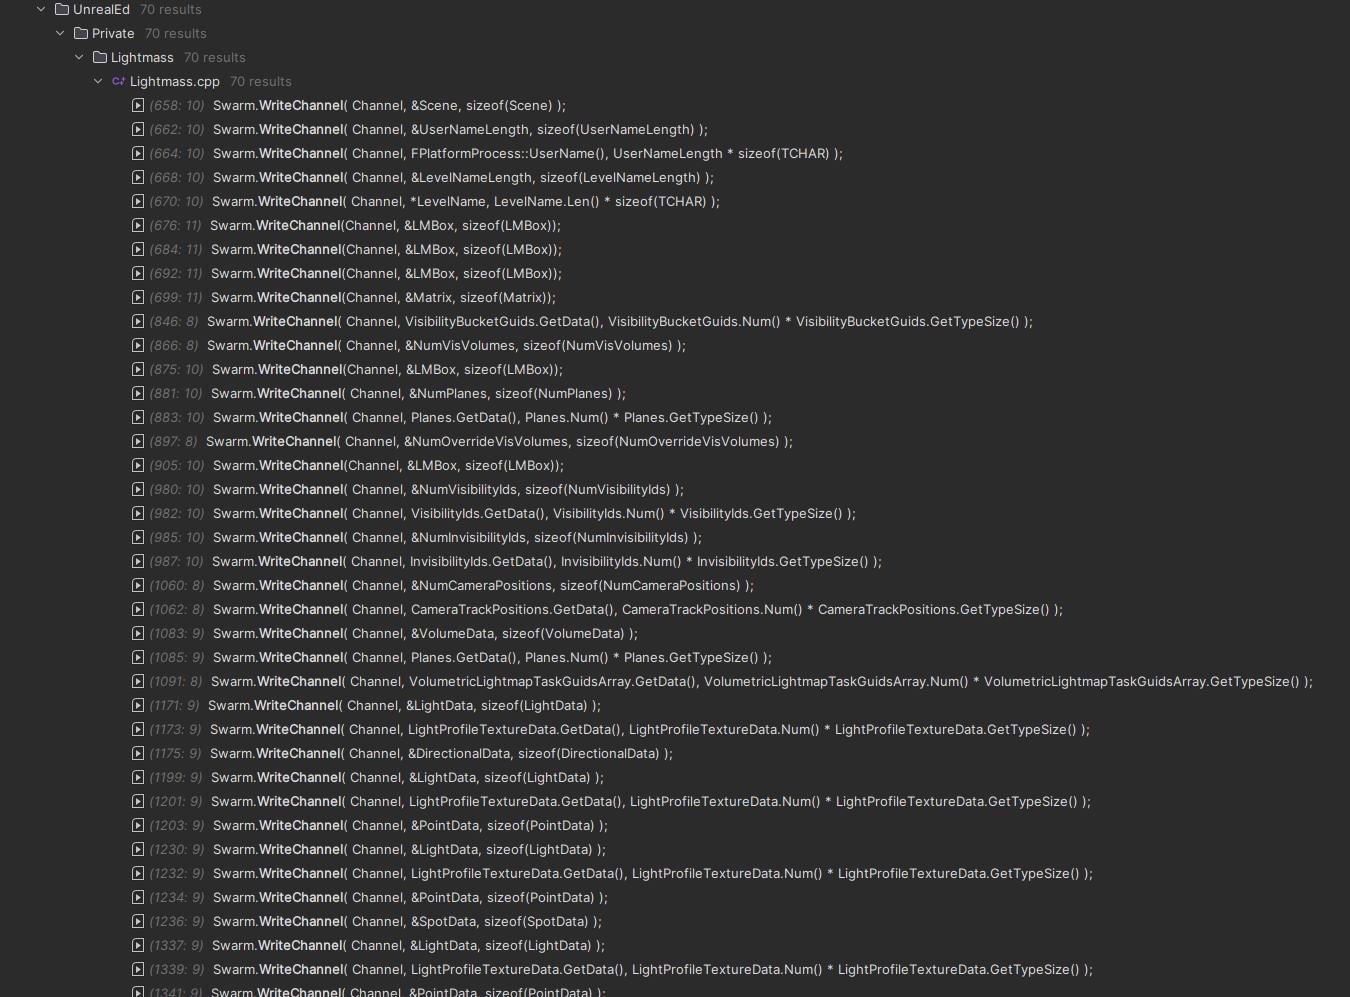 UnrealEd 70 results
Private 70 results
Lightmass 70 results
C++ Lightmass.cpp 70 results
(658: 10) Swarm.WriteChannel( Channel, &Scene, sizeof(Scene) );
(662: 10) Swarm.WriteChannel( Channel, &UserNameLength, sizeof(UserNameLength) );
(664: 10) Swarm.WriteChannel( Channel, FPlatformProcess::UserName(), UserNameLength * sizeof(TCHAR) );
(668: 10) Swarm.WriteChannel( Channel, &LevelNameLength, sizeof(LevelNameLength) );
(670: 10) Swarm.WriteChannel( Channel, *LevelName, LevelName.Len() * sizeof(TCHAR) );
(676: 11) Swarm.WriteChannel(Channel, &LMBox, sizeof(LMBox));
(684: 11) Swarm.WriteChannel(Channel, &LMBox, sizeof(LMBox));
(692: 11) Swarm.WriteChannel(Channel, &LMBox, sizeof(LMBox));
(699: 11) Swarm.WriteChannel(Channel, &Matrix, sizeof(Matrix));
(846: 8) Swarm.WriteChannel( Channel, VisibilityBucketGuids.GetData(), VisibilityBucketGuids.Num() * VisibilityBucketGuids.GetTypeSize() );
(866: 8) Swarm.WriteChannel( Channel, &NumVisVolumes, sizeof(NumVisVolumes) );
(875: 10) Swarm.WriteChannel(Channel, &LMBox, sizeof(LMBox));
(881: 10) Swarm.WriteChannel( Channel, &NumPlanes, sizeof(NumPlanes) );
(883: 10) Swarm.WriteChannel( Channel, Planes.GetData(), Planes.Num() * Planes.GetTypeSize() );
(897: 8) Swarm.WriteChannel( Channel, &NumOverrideVisVolumes, sizeof(NumOverrideVisVolumes) );
(905: 10) Swarm.WriteChannel(Channel, &LMBox, sizeof(LMBox));
(980: 10) Swarm.WriteChannel( Channel, &NumVisibilityIds, sizeof(NumVisibilityIds) );
(982: 10) Swarm.WriteChannel( Channel, VisibilityIds.GetData(), VisibilityIds.Num() * VisibilityIds.GetTypeSize() );
(985: 10) Swarm.WriteChannel( Channel, &NumInvisibilityIds, sizeof(NumInvisibilityIds) );
(987: 10) Swarm.WriteChannel( Channel, InvisibilityIds.GetData(), InvisibilityIds.Num() * InvisibilityIds.GetTypeSize() );
(1060: 8) Swarm.WriteChannel( Channel, &NumCameraPositions, sizeof(NumCameraPositions) );
(1062: 8) Swarm.WriteChannel( Channel, CameraTrackPositions.GetData(), CameraTrackPositions.Num() * CameraTrackPositions.GetTypeSize() );
(1083: 9) Swarm.WriteChannel( Channel, &VolumeData, sizeof(VolumeData) );
(1085: 9) Swarm.WriteChannel( Channel, Planes.GetData(), Planes.Num() * Planes.GetTypeSize() );
(1091: 8) Swarm.WriteChannel( Channel, VolumetricLightmapTaskGuidsArray.GetData(), VolumetricLightmapTaskGuidsArray.Num() * VolumetricLightmapTaskGuidsArray.GetTypeSize() );
(1171: 9) Swarm.WriteChannel( Channel, &LightData, sizeof(LightData) );
(1173: 9) Swarm.WriteChannel( Channel, LightProfileTextureData.GetData(), LightProfileTextureData.Num() * LightProfileTextureData.GetTypeSize() );
(1175: 9) Swarm.WriteChannel( Channel, &DirectionalData, sizeof(DirectionalData) );
(1199: 9) Swarm.WriteChannel( Channel, &LightData, sizeof(LightData) );
(1201: 9) Swarm.WriteChannel( Channel, LightProfileTextureData.GetData(), LightProfileTextureData.Num() * LightProfileTextureData.GetTypeSize() );
(1203: 9) Swarm.WriteChannel( Channel, &PointData, sizeof(PointData) );
(1230: 9) Swarm.WriteChannel( Channel, &LightData, sizeof(LightData) );
(1232: 9) Swarm.WriteChannel( Channel, LightProfileTextureData.GetData(), LightProfileTextureData.Num() * LightProfileTextureData.GetTypeSize() );
(1234: 9) Swarm.WriteChannel( Channel, &PointData, sizeof(PointData) );
(1236: 9) Swarm.WriteChannel( Channel, &SpotData, sizeof(SpotData) );
(1337: 9) Swarm.WriteChannel( Channel, &LightData, sizeof(LightData) );
(1339: 9) Swarm.WriteChannel( Channel, LightProfileTextureData.GetData(), LightProfileTextureData.Num() * LightProfileTextureData.GetTypeSize() );
(1341: 9) Swarm.WriteChannel( Channel, &PointData, sizeof(PointData) );